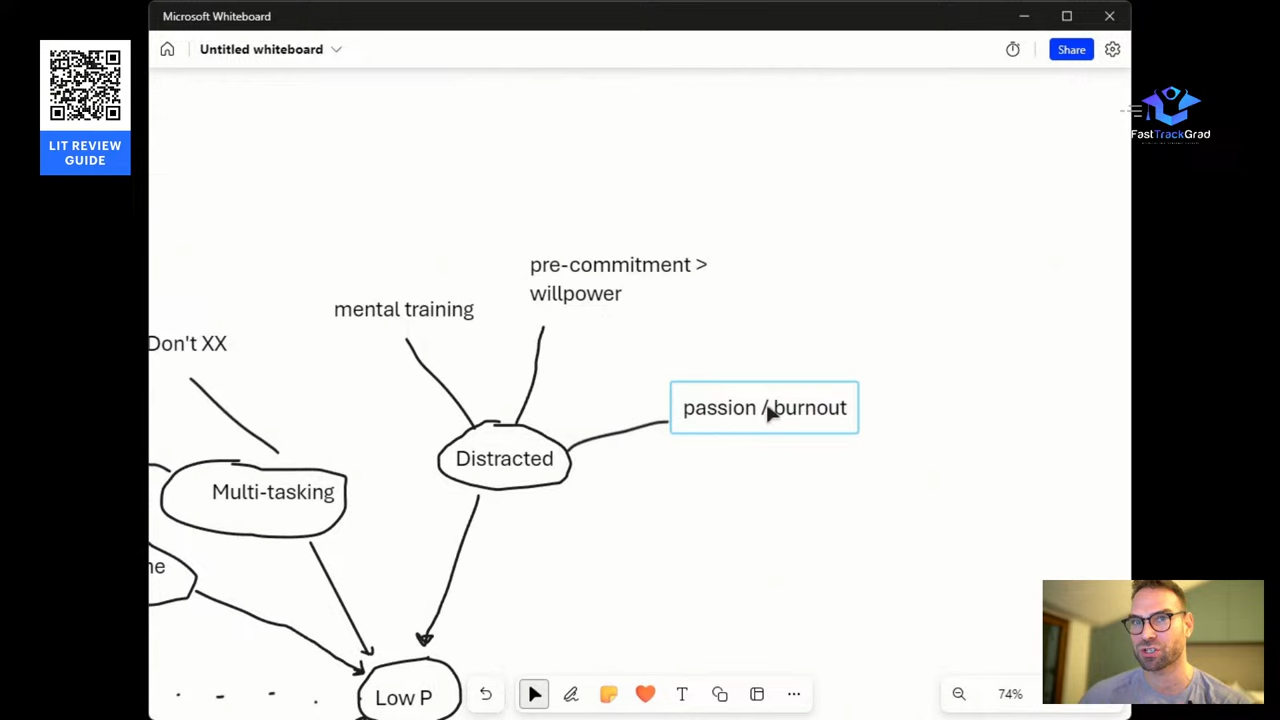 Microsoft Whiteboard
Untitled whiteboard
Share
LIT REVIEW
GUIDE
FastTrackGrad
pre-commitment >
willpower
mental training
Don't XX
passion / burnout
Distracted
Multi-tasking
ne
Low P
74%